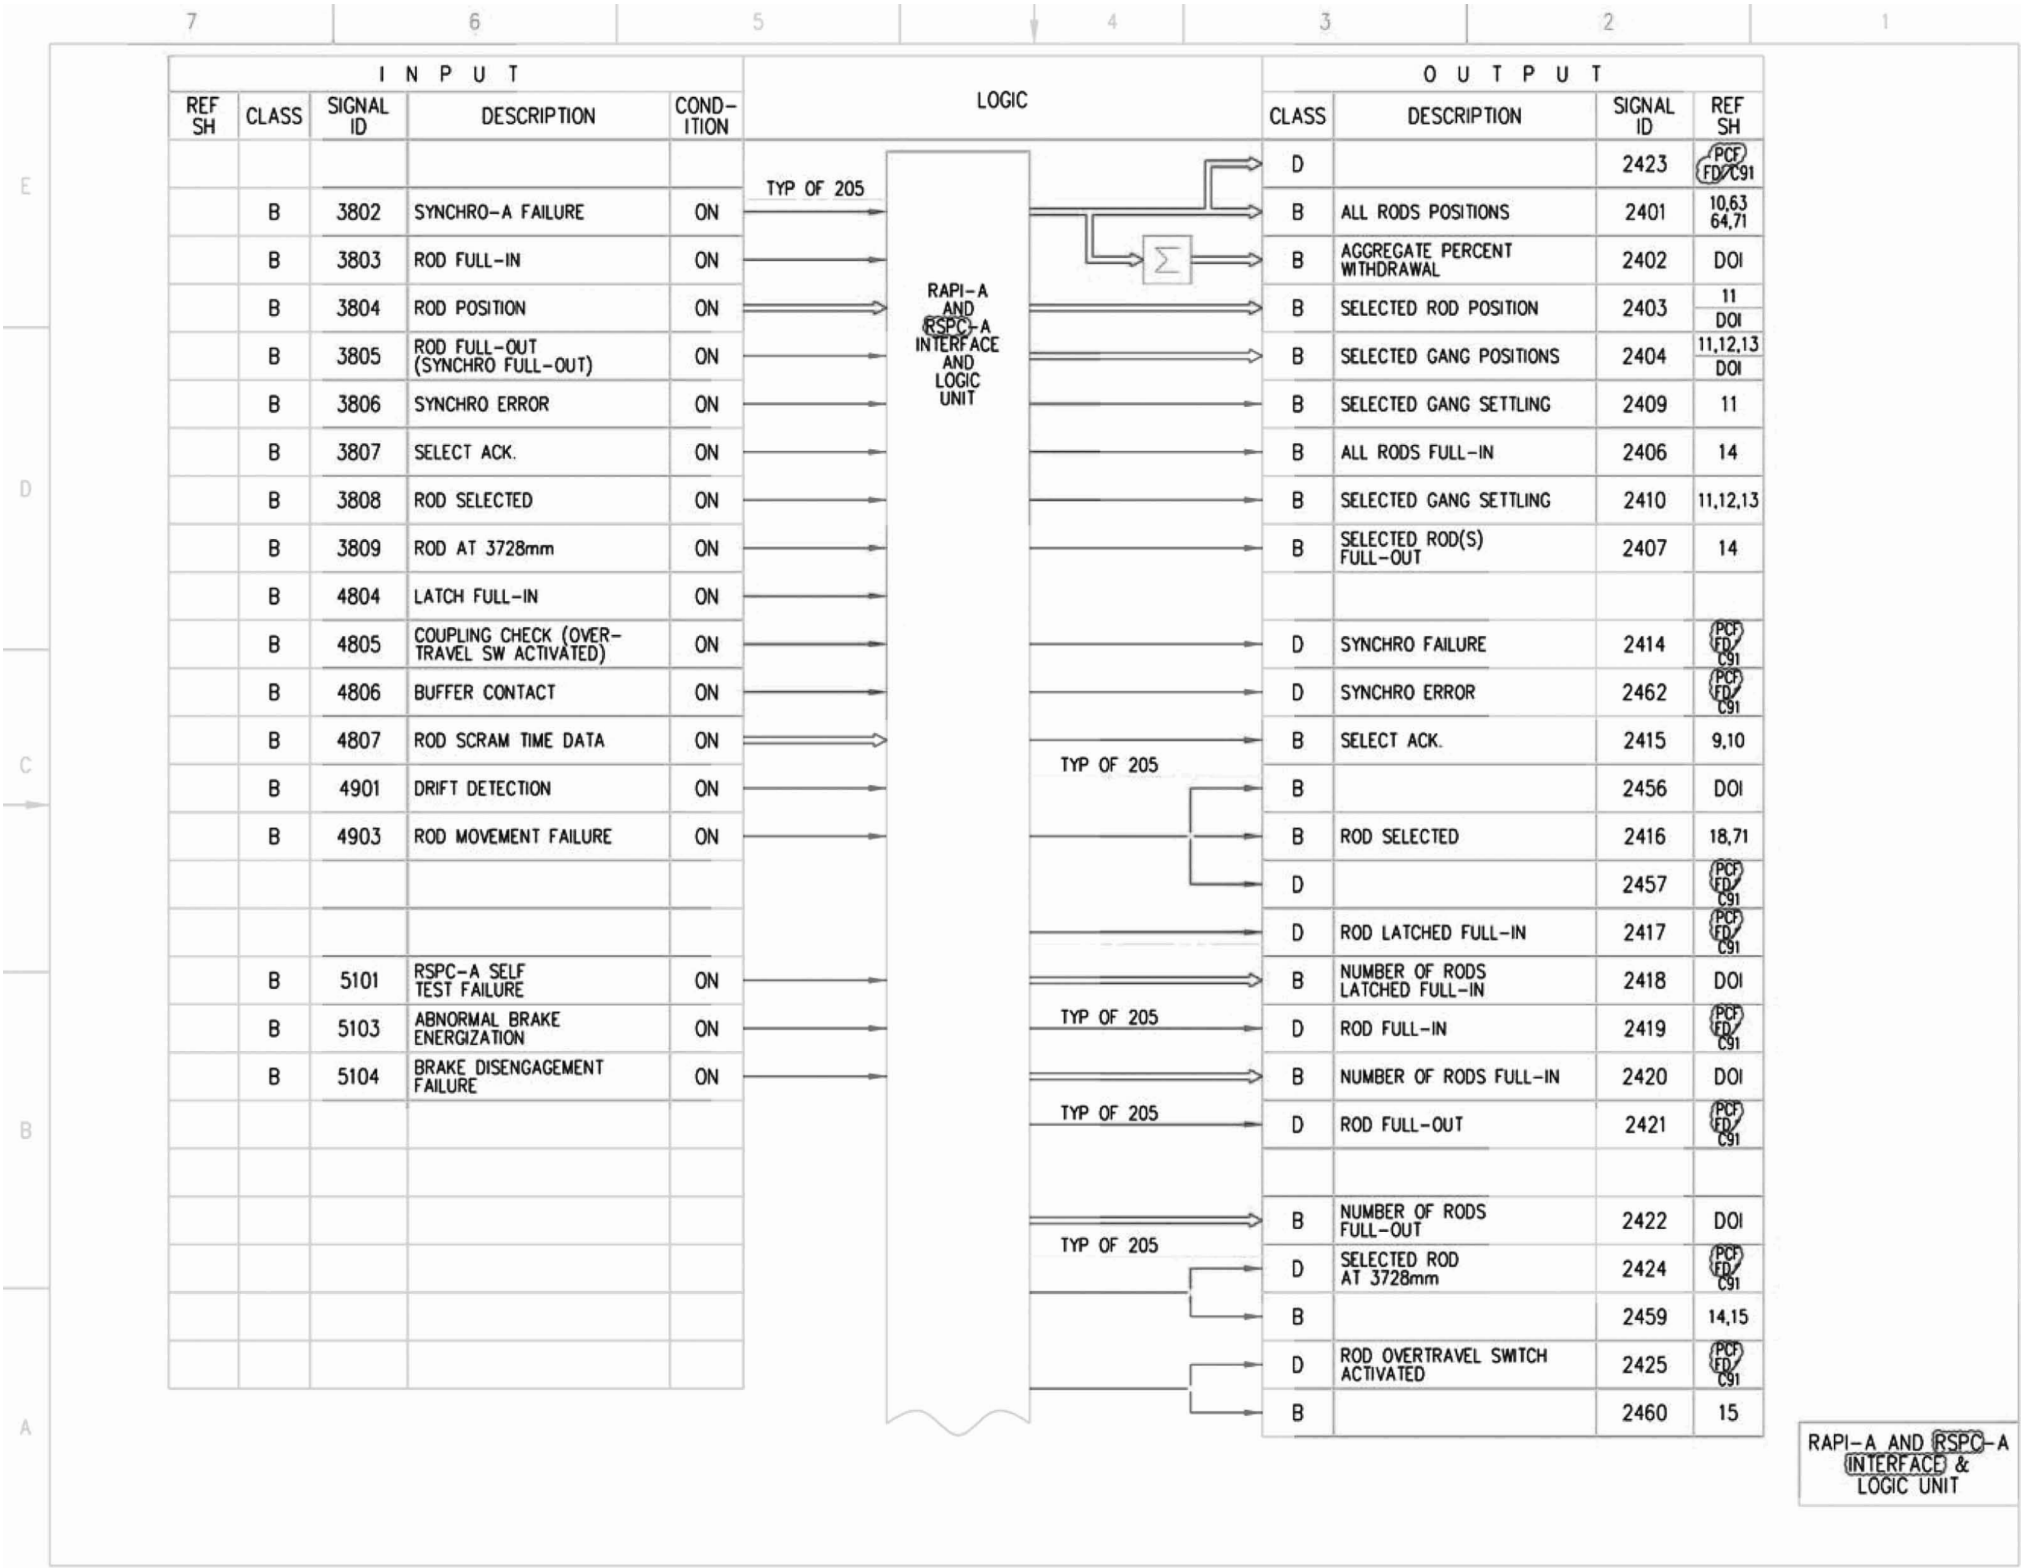 7 6 5 4 3 2 1
I N P U T
LOGIC
O U T P U T
REF SH CLASS SIGNAL ID DESCRIPTION COND-ITION
CLASS DESCRIPTION SIGNAL ID REF SH
E
D
C
B
A
TYP OF 205
B 3802 SYNCHRO-A FAILURE ON
B 3803 ROD FULL-IN ON
B 3804 ROD POSITION ON
B 3805 ROD FULL-OUT
(SYNCHRO FULL-OUT) ON
B 3806 SYNCHRO ERROR ON
B 3807 SELECT ACK. ON
B 3808 ROD SELECTED ON
B 3809 ROD AT 3728mm ON
B 4804 LATCH FULL-IN ON
B 4805 COUPLING CHECK (OVER-
TRAVEL SW ACTIVATED) ON
B 4806 BUFFER CONTACT ON
B 4807 ROD SCRAM TIME DATA ON
B 4901 DRIFT DETECTION ON
B 4903 ROD MOVEMENT FAILURE ON
B 5101 RSPC-A SELF
TEST FAILURE ON
B 5103 ABNORMAL BRAKE
ENERGIZATION ON
B 5104 BRAKE DISENGAGEMENT
FAILURE ON
RAPI-A
AND
RSPC-A
INTERFACE
AND
LOGIC
UNIT
Σ
D 2423 PCF
FD/C91
B ALL RODS POSITIONS 2401 10,63
64,71
B AGGREGATE PERCENT
WITHDRAWAL 2402 DOI
B SELECTED ROD POSITION 2403 11
DOI
B SELECTED GANG POSITIONS 2404 11,12,13
DOI
B SELECTED GANG SETTLING 2409 11
B ALL RODS FULL-IN 2406 14
B SELECTED GANG SETTLING 2410 11,12,13
B SELECTED ROD(S)
FULL-OUT 2407 14
D SYNCHRO FAILURE 2414 PCF
FD/
C91
D SYNCHRO ERROR 2462 PCF
FD/
C91
B SELECT ACK. 2415 9,10
TYP OF 205
B 2456 DOI
B ROD SELECTED 2416 18,71
D 2457 PCF
FD/
C91
D ROD LATCHED FULL-IN 2417 PCF
FD/
C91
B NUMBER OF RODS
LATCHED FULL-IN 2418 DOI
TYP OF 205
D ROD FULL-IN 2419 PCF
FD/
C91
B NUMBER OF RODS FULL-IN 2420 DOI
TYP OF 205
D ROD FULL-OUT 2421 PCF
FD/
C91
B NUMBER OF RODS
FULL-OUT 2422 DOI
TYP OF 205
D SELECTED ROD
AT 3728mm 2424 PCF
FD/
C91
B 2459 14,15
D ROD OVERTRAVEL SWITCH
ACTIVATED 2425 PCF
FD/
C91
B 2460 15
RAPI-A AND RSPC-A
INTERFACE &
LOGIC UNIT